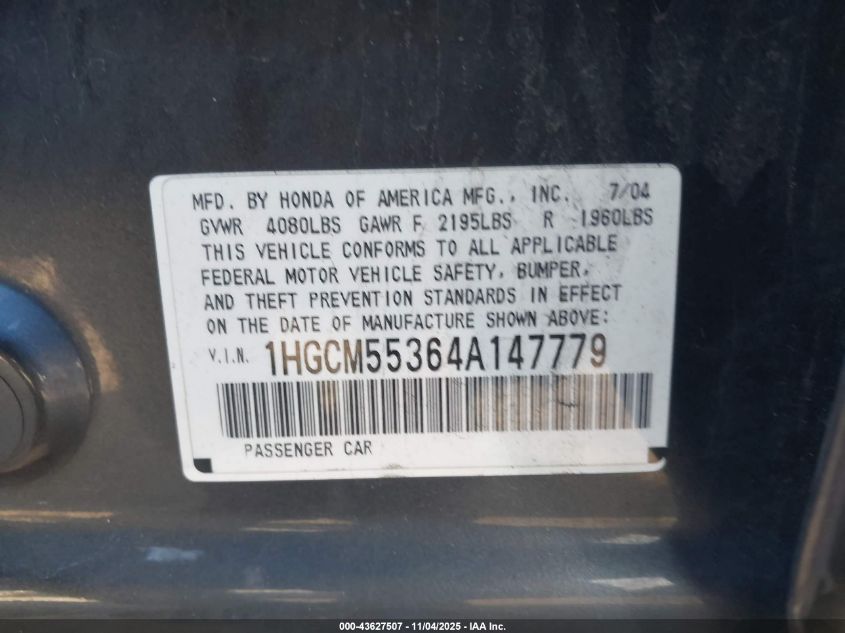 MFD. BY HONDA OF AMERICA MFG., INC. 7/04
GVWR 4080LBS GAWR F 2195LBS R 1960LBS
THIS VEHICLE CONFORMS TO ALL APPLICABLE
FEDERAL MOTOR VEHICLE SAFETY, BUMPER,
AND THEFT PREVENTION STANDARDS IN EFFECT
ON THE DATE OF MANUFACTURE SHOWN ABOVE:
V.I.N. 1HGCM55364A147779
PASSENGER CAR
000-43627507 - 11/04/2025 - IAA Inc.